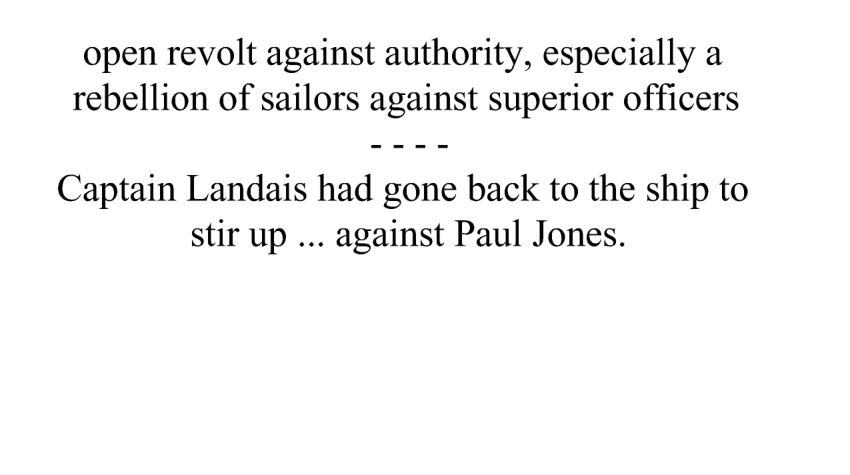 open revolt against authority, especially a
rebellion of sailors against superior officers
- - - -
Captain Landais had gone back to the ship to
stir up ... against Paul Jones.